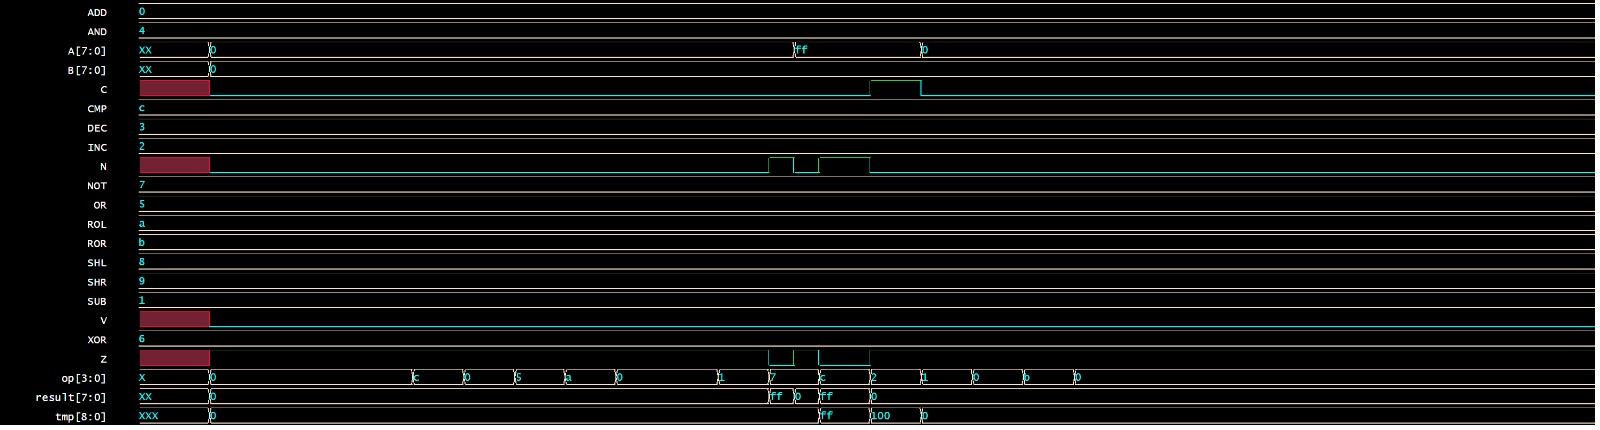 ADD 0
AND 4
A[7:0] XX 0 ff 0
B[7:0] XX 0
C
CMP c
DEC 3
INC 2
N
NOT 7
OR 5
ROL a
ROR b
SHL 8
SHR 9
SUB 1
V
XOR 6
Z
op[3:0] X 0 c 0 5 a 0 1 7 c 2 1 0 b 0
result[7:0] XX 0 ff 0 ff 0
tmp[8:0] XXX 0 ff 100 0